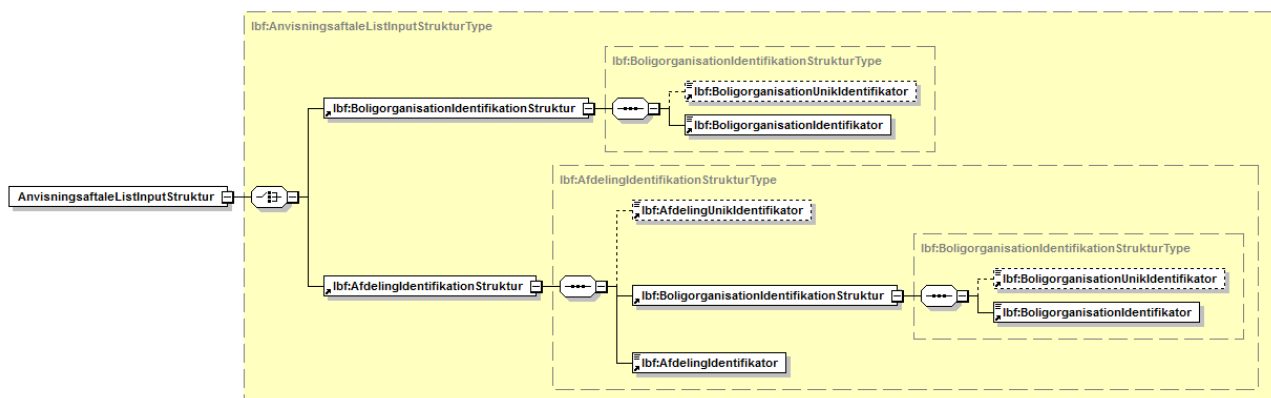 lbf:AnvisningsaftaleListInputStrukturType
lbf:BoligorganisationIdentifikationStrukturType
lbf:BoligorganisationUnikIdentifikator
lbf:BoligorganisationIdentifikationStruktur
lbf:BoligorganisationIdentifikator
lbf:AfdelingIdentifikationStrukturType
AnvisningsaftaleListInputStruktur
lbf:AfdelingUnikIdentifikator
lbf:BoligorganisationIdentifikationStrukturType
lbf:BoligorganisationUnikIdentifikator
lbf:AfdelingIdentifikationStruktur
lbf:BoligorganisationIdentifikationStruktur
lbf:BoligorganisationIdentifikator
lbf:AfdelingIdentifikator